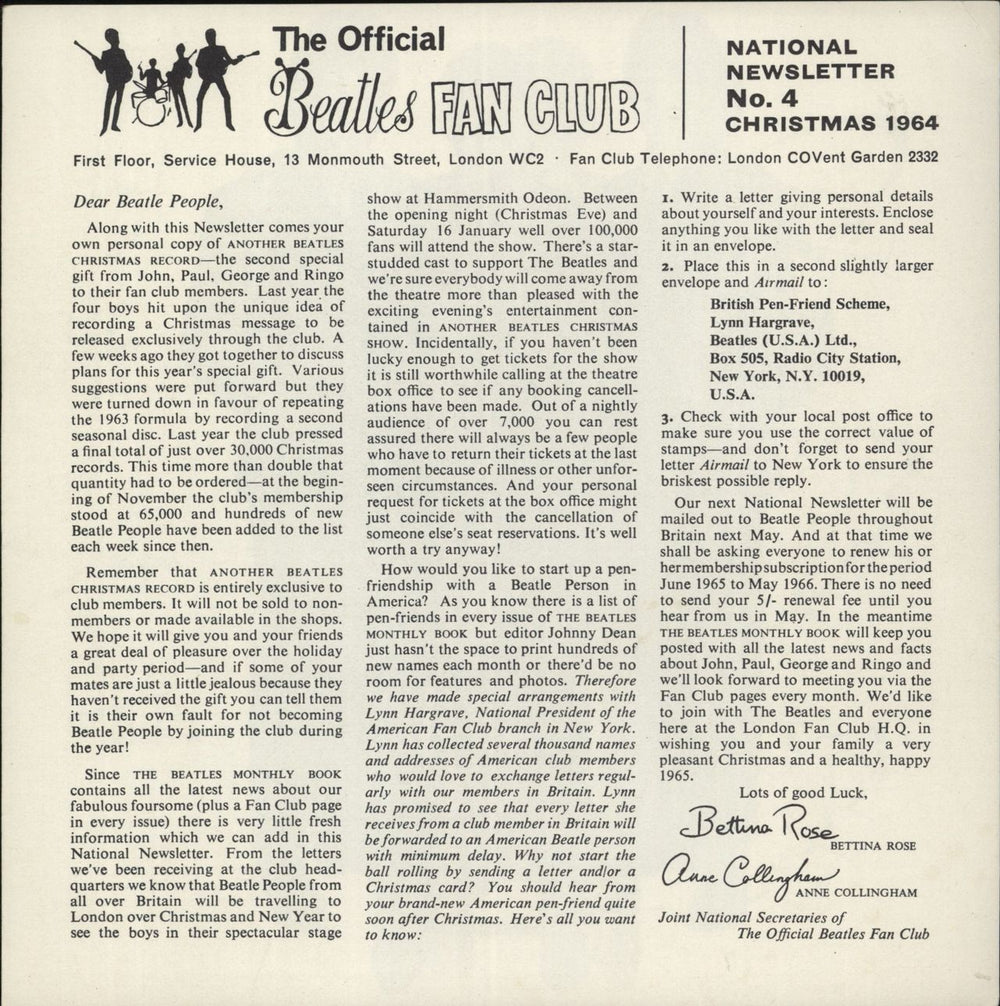 The Official
Beatles FAN CLUB
NATIONAL
NEWSLETTER
No. 4
CHRISTMAS 1964
First Floor, Service House, 13 Monmouth Street, London WC2 · Fan Club Telephone: London COVent Garden 2332
Dear Beatle People,
Along with this Newsletter comes your
own personal copy of ANOTHER BEATLES
CHRISTMAS RECORD—the second special
gift from John, Paul, George and Ringo
to their fan club members. Last year the
four boys hit upon the unique idea of
recording a Christmas message to be
released exclusively through the club. A
few weeks ago they got together to discuss
plans for this year's special gift. Various
suggestions were put forward but they
were turned down in favour of repeating
the 1963 formula by recording a second
seasonal disc. Last year the club pressed
a final total of just over 30,000 Christmas
records. This time more than double that
quantity had to be ordered—at the begin-
ing of November the club's membership
stood at 65,000 and hundreds of new
Beatle People have been added to the list
each week since then.
Remember that ANOTHER BEATLES
CHRISTMAS RECORD is entirely exclusive to
club members. It will not be sold to non-
members or made available in the shops.
We hope it will give you and your friends
a great deal of pleasure over the holiday
and party period—and if some of your
mates are just a little jealous because they
haven't received the gift you can tell them
it is their own fault for not becoming
Beatle People by joining the club during
the year!
Since THE BEATLES MONTHLY BOOK
contains all the latest news about our
fabulous foursome (plus a Fan Club page
in every issue) there is very little fresh
information which we can add in this
National Newsletter. From the letters
we've been receiving at the club head-
quarters we know that Beatle People from
all over Britain will be travelling to
London over Christmas and New Year to
see the boys in their spectacular stage
show at Hammersmith Odeon. Between
the opening night (Christmas Eve) and
Saturday 16 January well over 100,000
fans will attend the show. There's a star-
studded cast to support The Beatles and
we're sure everybody will come away from
the theatre more than pleased with the
exciting evening's entertainment con-
tained in ANOTHER BEATLES CHRISTMAS
SHOW. Incidentally, if you haven't been
lucky enough to get tickets for the show
it is still worthwhile calling at the theatre
box office to see if any booking cancell-
ations have been made. Out of a nightly
audience of over 7,000 you can rest
assured there will always be a few people
who have to return their tickets at the last
moment because of illness or other unfor-
seen circumstances. And your personal
request for tickets at the box office might
just coincide with the cancellation of
someone else's seat reservations. It's well
worth a try anyway!
How would you like to start up a pen-
friendship with a Beatle Person in
America? As you know there is a list of
pen-friends in every issue of THE BEATLES
MONTHLY BOOK but editor Johnny Dean
just hasn't the space to print hundreds of
new names each month or there'd be no
room for features and photos. Therefore
we have made special arrangements with
Lynn Hargrave, National President of the
American Fan Club branch in New York.
Lynn has collected several thousand names
and addresses of American club members
who would love to exchange letters regul-
arly with our members in Britain. Lynn
has promised to see that every letter she
receives from a club member in Britain will
be forwarded to an American Beatle person
with minimum delay. Why not start the
ball rolling by sending a letter and/or a
Christmas card? You should hear from
your brand-new American pen-friend quite
soon after Christmas. Here's all you want
to know:
1. Write a letter giving personal details
about yourself and your interests. Enclose
anything you like with the letter and seal
it in an envelope.
2. Place this in a second slightly larger
envelope and Airmail to:
British Pen-Friend Scheme,
Lynn Hargrave,
Beatles (U.S.A.) Ltd.,
Box 505, Radio City Station,
New York, N.Y. 10019,
U.S.A.
3. Check with your local post office to
make sure you use the correct value of
stamps—and don't forget to send your
letter Airmail to New York to ensure the
briskest possible reply.
Our next National Newsletter will be
mailed out to Beatle People throughout
Britain next May. And at that time we
shall be asking everyone to renew his or
her membership subscription for the period
June 1965 to May 1966. There is no need
to send your 5/- renewal fee until you
hear from us in May. In the meantime
THE BEATLES MONTHLY BOOK will keep you
posted with all the latest news and facts
about John, Paul, George and Ringo and
we'll look forward to meeting you via the
Fan Club pages every month. We'd like
to join with The Beatles and everyone
here at the London Fan Club H.Q. in
wishing you and your family a very
pleasant Christmas and a healthy, happy
1965.
Lots of good Luck,
Bettina Rose
BETTINA ROSE
Anne Collingham
ANNE COLLINGHAM
Joint National Secretaries of
The Official Beatles Fan Club